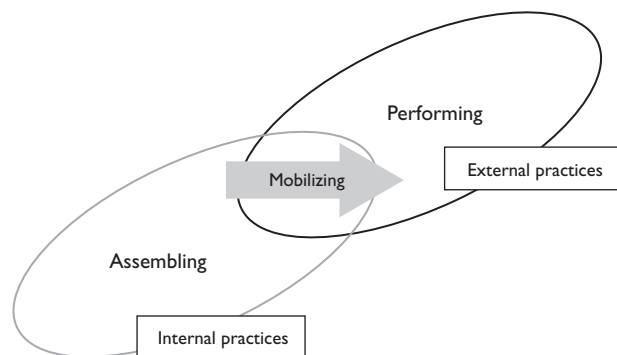 Performing
External practices
Mobilizing
Assembling
Internal practices